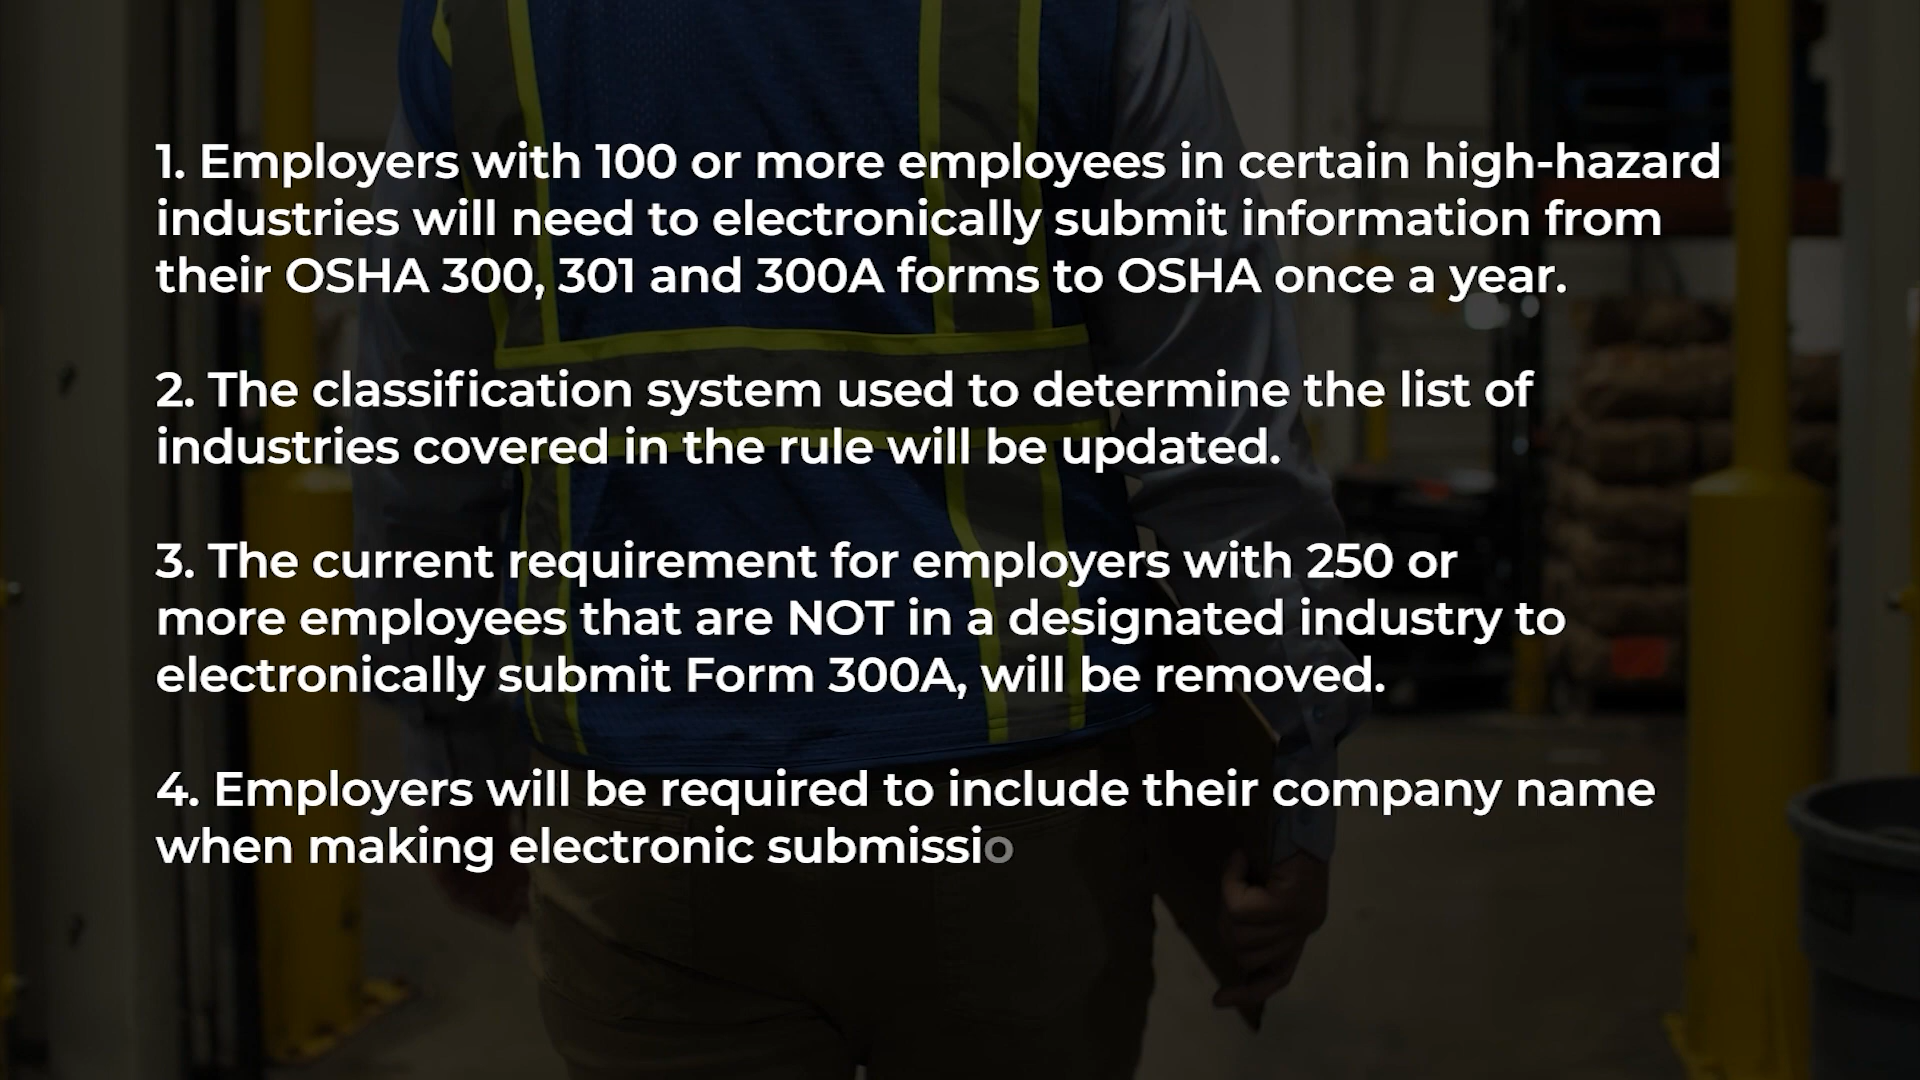 1. Employers with 100 or more employees in certain high-hazard
industries will need to electronically submit information from
their OSHA 300, 301 and 300A forms to OSHA once a year.
2. The classification system used to determine the list of
industries covered in the rule will be updated.
3. The current requirement for employers with 250 or
more employees that are NOT in a designated industry to
electronically submit Form 300A, will be removed.
4. Employers will be required to include their company name
when making electronic submissio